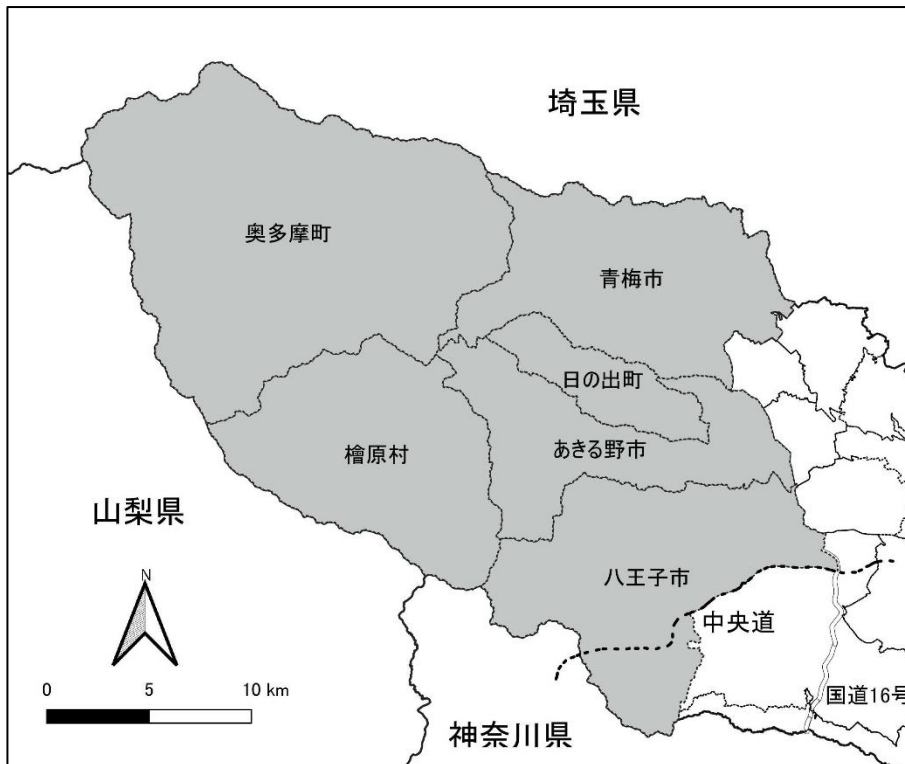 埼玉県
奥多摩町
青梅市
日の出町
あきる野市
檜原村
山梨県
八王子市
中央道
国道16号
神奈川県
N
0 5 10 km